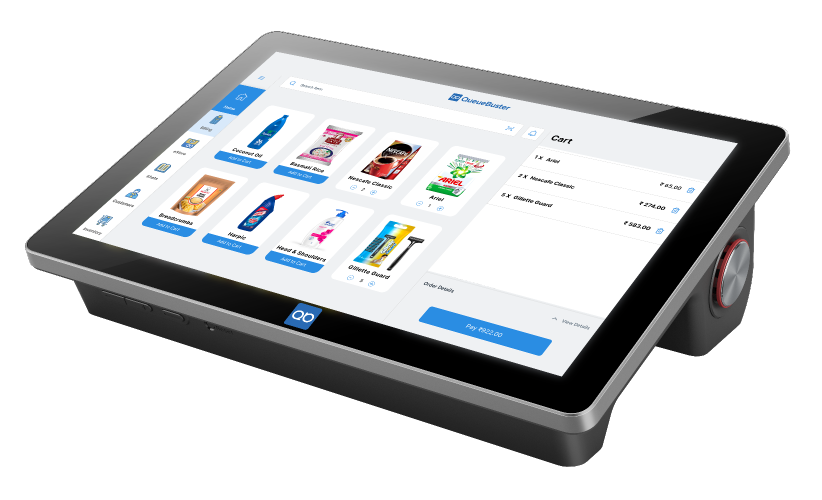 QueueBuster
Search Item
Home
Billing
eStore
Khata
Customers
Inventory
Coconut Oil
Add to Cart
Basmati Rice
Add to Cart
NESCAFÉ
Nescafe Classic
2
ARIEL
Ariel
1
Breadcrumbs
Add to Cart
Harpic
Add to Cart
Head & Shoulders
Add to Cart
Gillette Guard
5
Cart
1 X Ariel
₹ 65.00
2 X Nescafe Classic
₹ 274.00
5 X Gillette Guard
₹ 583.00
Order Details
View Details
Pay ₹922.00